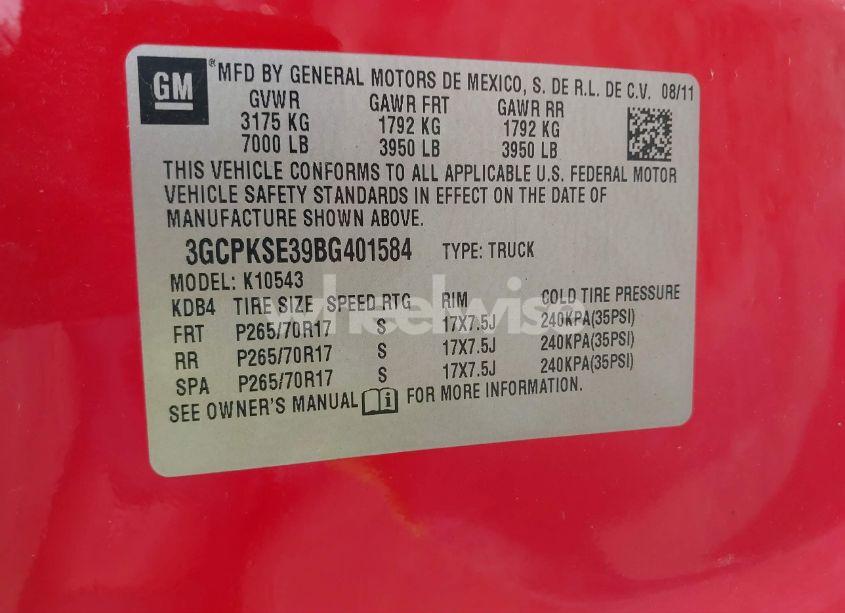 GM
®MFD BY GENERAL MOTORS DE MEXICO, S. DE R.L. DE C.V. 08/11
GVWR GAWR FRT GAWR RR
3175 KG 1792 KG 1792 KG
7000 LB 3950 LB 3950 LB
THIS VEHICLE CONFORMS TO ALL APPLICABLE U.S. FEDERAL MOTOR
VEHICLE SAFETY STANDARDS IN EFFECT ON THE DATE OF
MANUFACTURE SHOWN ABOVE.
3GCPKSE39BG401584 TYPE: TRUCK
MODEL: K10543
KDB4 TIRE SIZE SPEED RTG RIM COLD TIRE PRESSURE
FRT P265/70R17 S 17X7.5J 240KPA(35PSI)
RR P265/70R17 S 17X7.5J 240KPA(35PSI)
SPA P265/70R17 S 17X7.5J 240KPA(35PSI)
SEE OWNER'S MANUAL i FOR MORE INFORMATION.
wheelwise